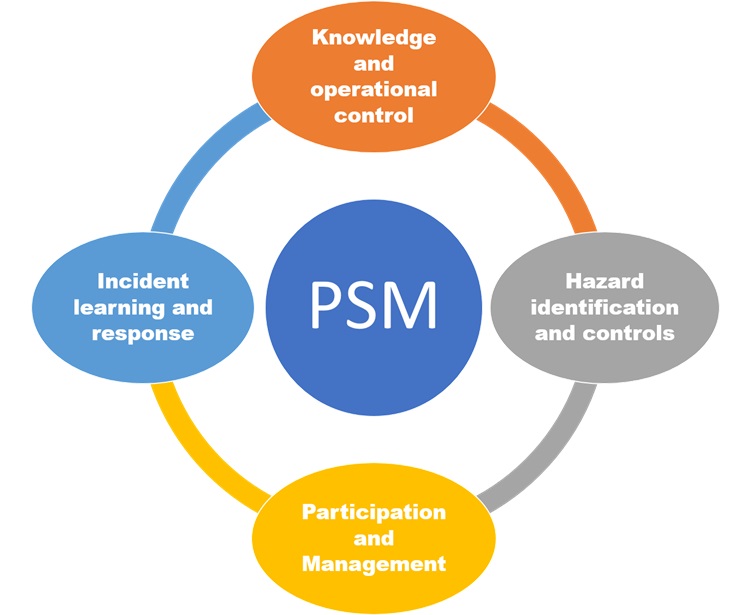 Knowledge
and
operational
control
Incident
learning and
response
PSM
Hazard
identification
and controls
Participation
and
Management